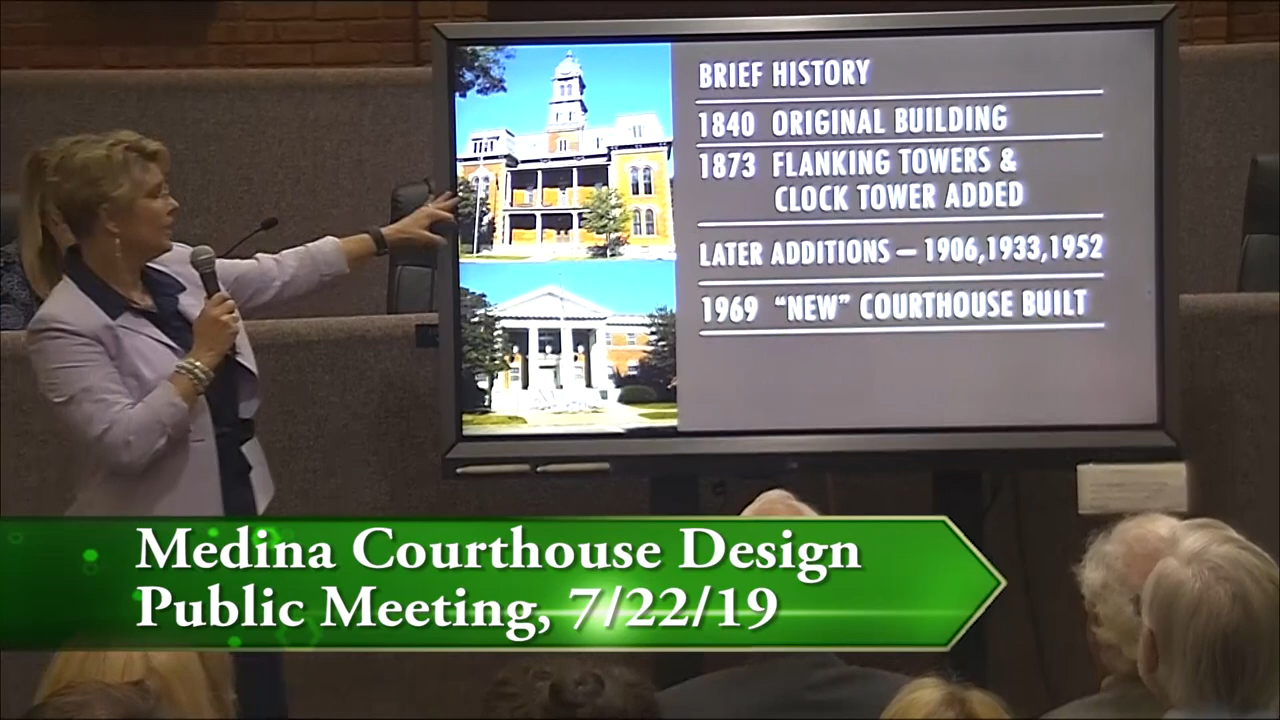 BRIEF HISTORY
1840 ORIGINAL BUILDING
1873 FLANKING TOWERS &
CLOCK TOWER ADDED
LATER ADDITIONS – 1906,1933,1952
1969 “NEW” COURTHOUSE BUILT
Medina Courthouse Design
Public Meeting, 7/22/19